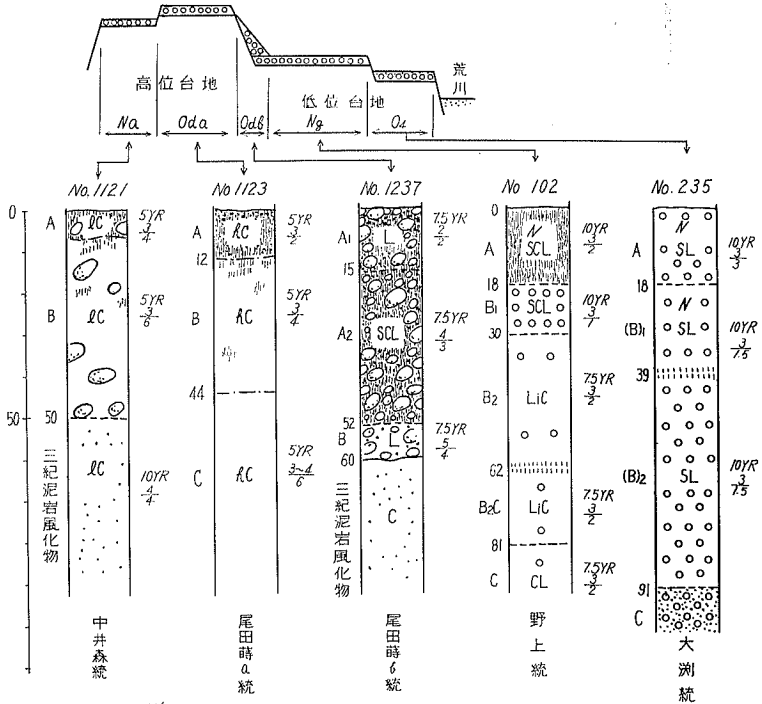 荒川
高位台地
低位台地
Na
Oda
Odb
Ng
Os
No.1121
No 1123
No.1237
No 102
No.235
0
50
A
B
50
lC
lC
lC
5YR 3/4
5YR 3/6
10YR 4/4
三紀泥岩風化物
中井森統
A
12
B
44
C
hC
hC
hC
5YR 3/2
5YR 3/4
5YR 3~4/6
尾田蒔a統
A1
15
A2
52
B
60
L
SCL
L
C
7.5YR 2/2
7.5YR 4/3
7.5YR 5/4
三紀泥岩風化物
尾田蒔b統
0
A
18
B1
30
B2
62
B2C
81
C
N
SCL
SCL
LiC
LiC
CL
10YR 3/2
10YR 3/1
7.5YR 3/2
7.5YR 3/2
7.5YR 3/2
野上統
A
18
(B)1
39
(B)2
91
C
N
SL
N
SL
SL
10YR 3/3
10YR 3/1.5
10YR 3/1.5
大渕統